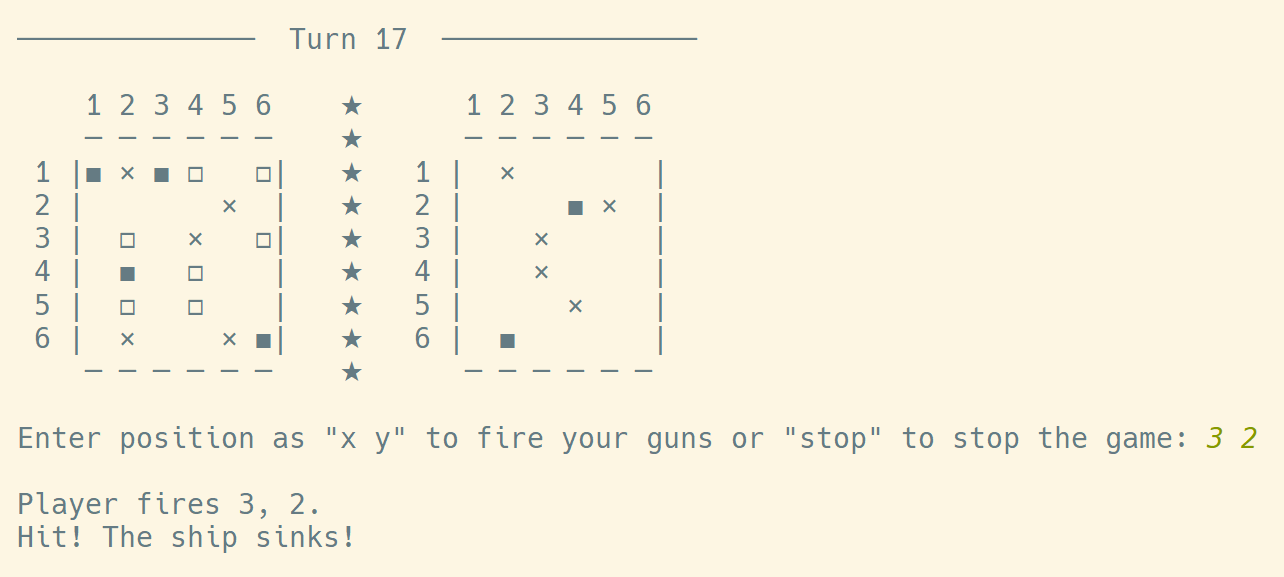 ─────────────── Turn 17 ────────────────
    1 2 3 4 5 6    ★      1 2 3 4 5 6
    – – – – – –    ★      – – – – – –
 1 |■ × ■ □   □|   ★   1 |  ×        |
 2 |        ×  |   ★   2 |      ■ ×  |
 3 |  □   ×   □|   ★   3 |    ×      |
 4 |  ■   □    |   ★   4 |    ×      |
 5 |  □   □    |   ★   5 |      ×    |
 6 |  ×     × ■|   ★   6 |  ■        |
    – – – – – –    ★      – – – – – –
Enter position as "x y" to fire your guns or "stop" to stop the game: 3 2
Player fires 3, 2.
Hit! The ship sinks!